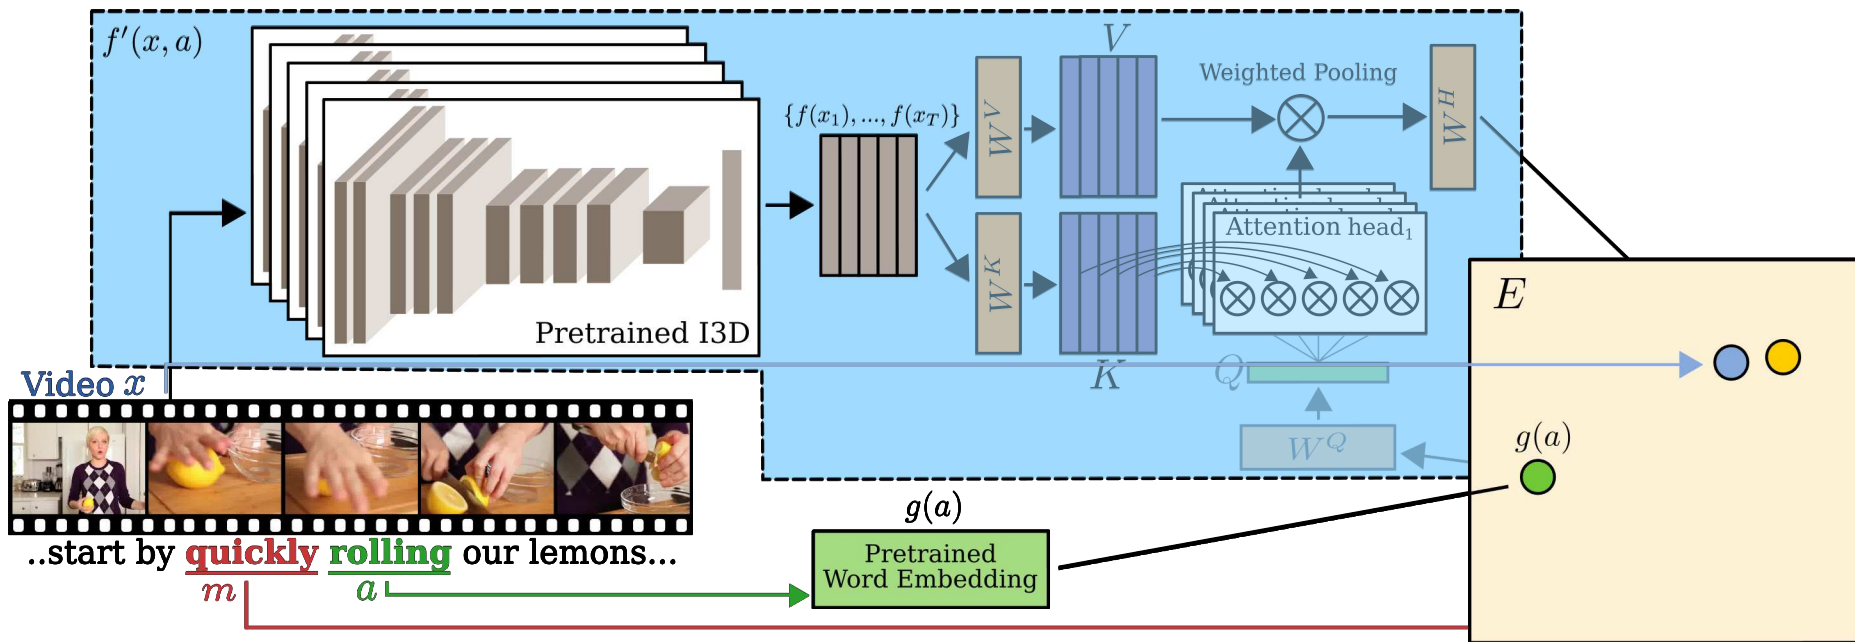 f′(x, a)
V
Weighted Pooling
W^H
{f(x₁), ..., f(x_T)}
W^V
Attention head₁
W^K
E
Pretrained I3D
K
Q
Video x
W^Q
g(a)
g(a)
..start by quickly rolling our lemons...
m
a
Pretrained
Word Embedding